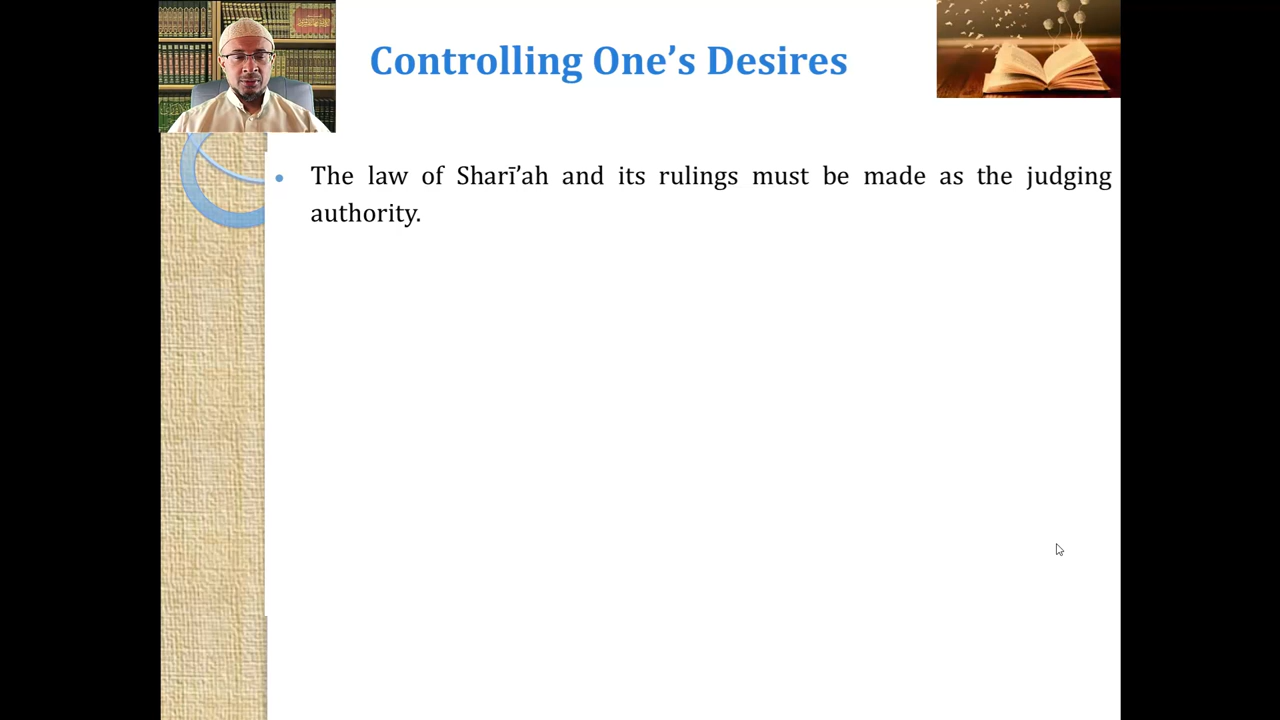 Controlling One’s Desires
• The law of Sharī’ah and its rulings must be made as the judging
authority.